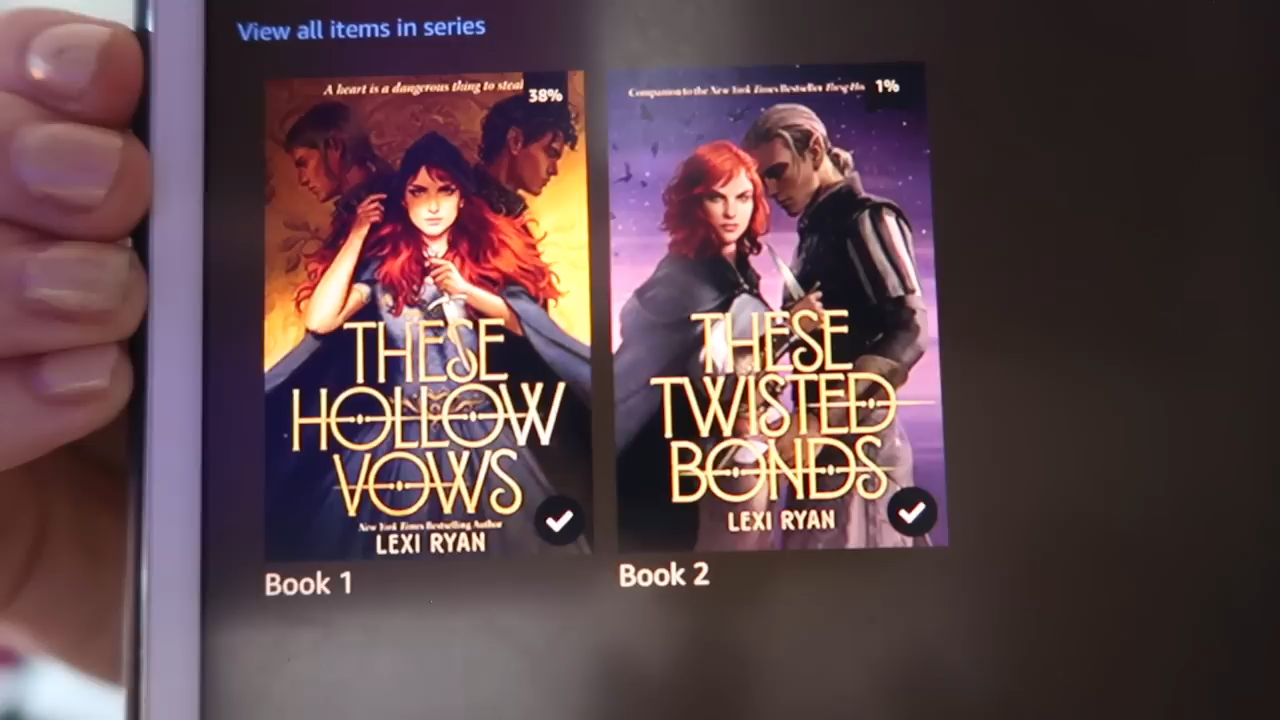 View all items in series
A heart is a dangerous thing to steal
38%
THESE
HOLLOW
VOWS
New York Times Bestselling Author
LEXI RYAN
Book 1
Companion to the New York Times Bestseller These Ho
1%
THESE
TWISTED
BONDS
LEXI RYAN
Book 2